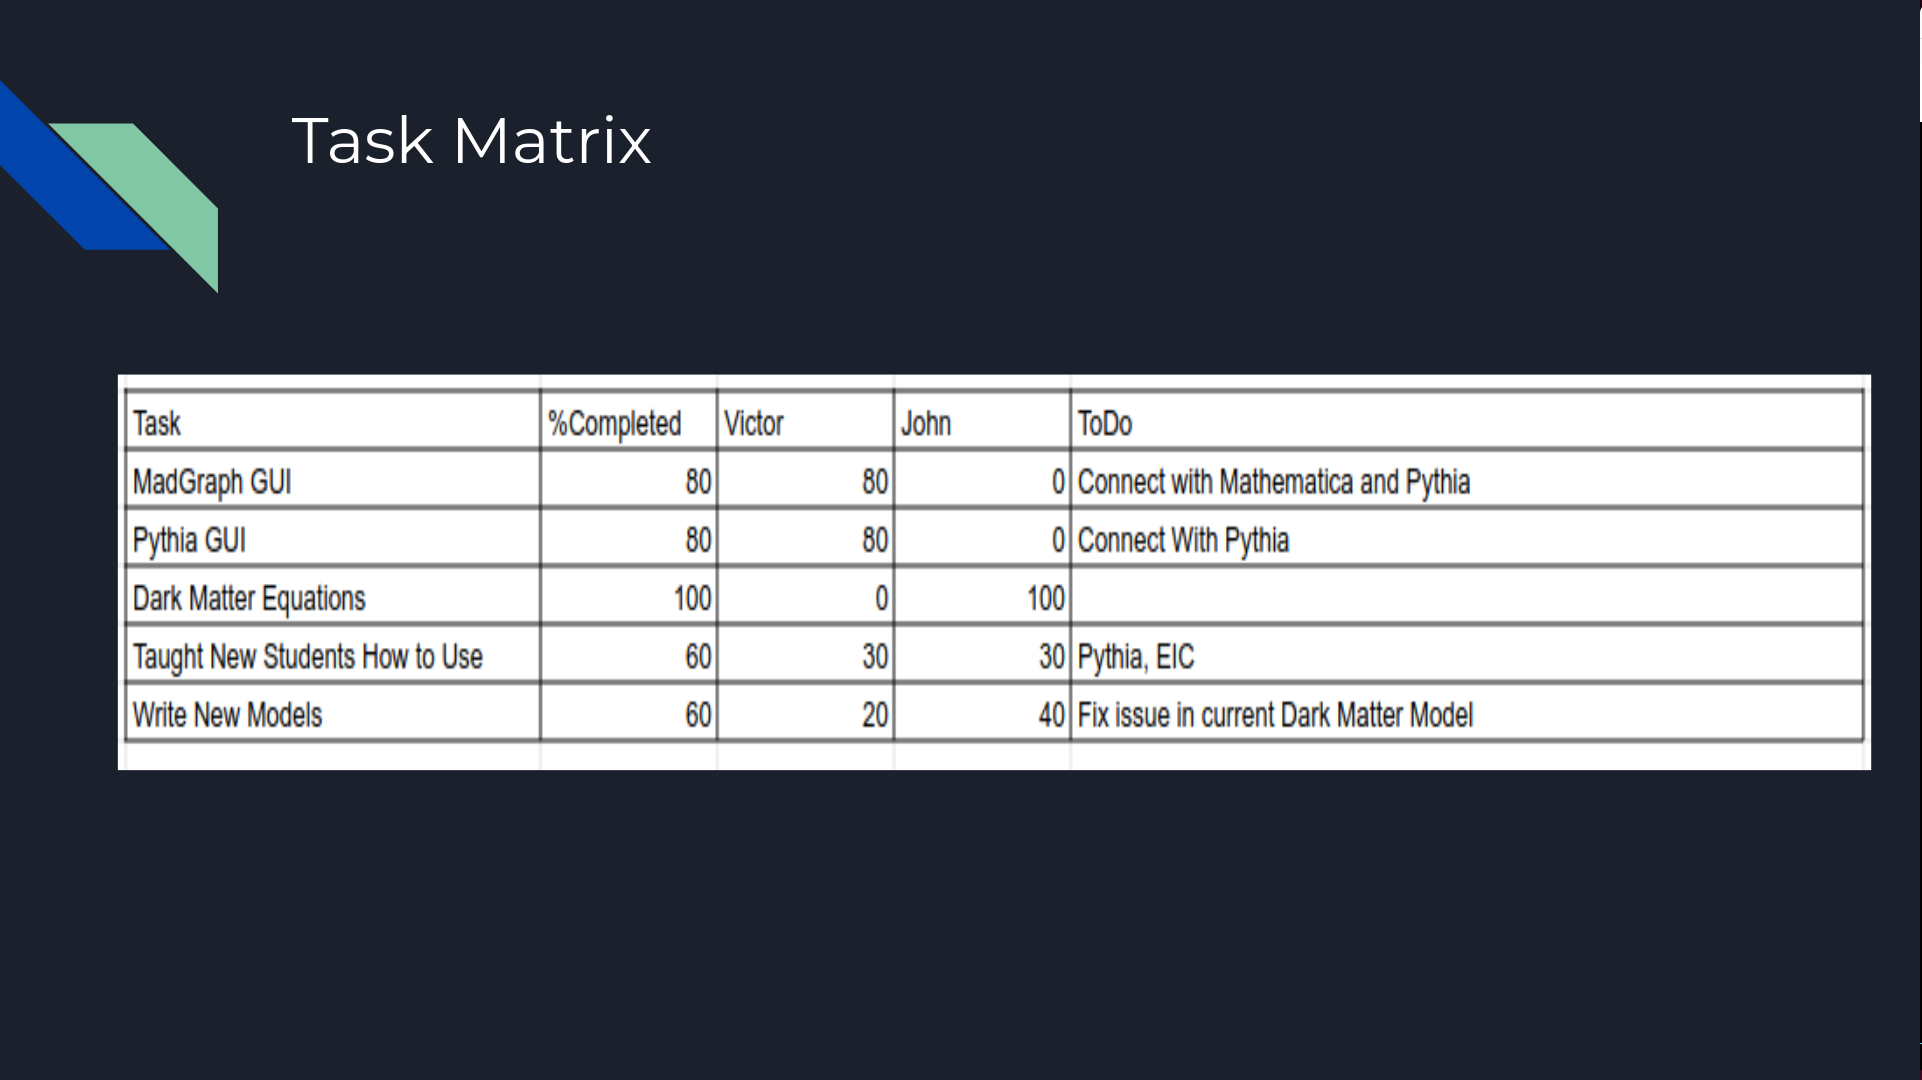 Task Matrix
Task %Completed Victor John ToDo
MadGraph GUI 80 80 0 Connect with Mathematica and Pythia
Pythia GUI 80 80 0 Connect With Pythia
Dark Matter Equations 100 0 100
Taught New Students How to Use 60 30 30 Pythia, EIC
Write New Models 60 20 40 Fix issue in current Dark Matter Model